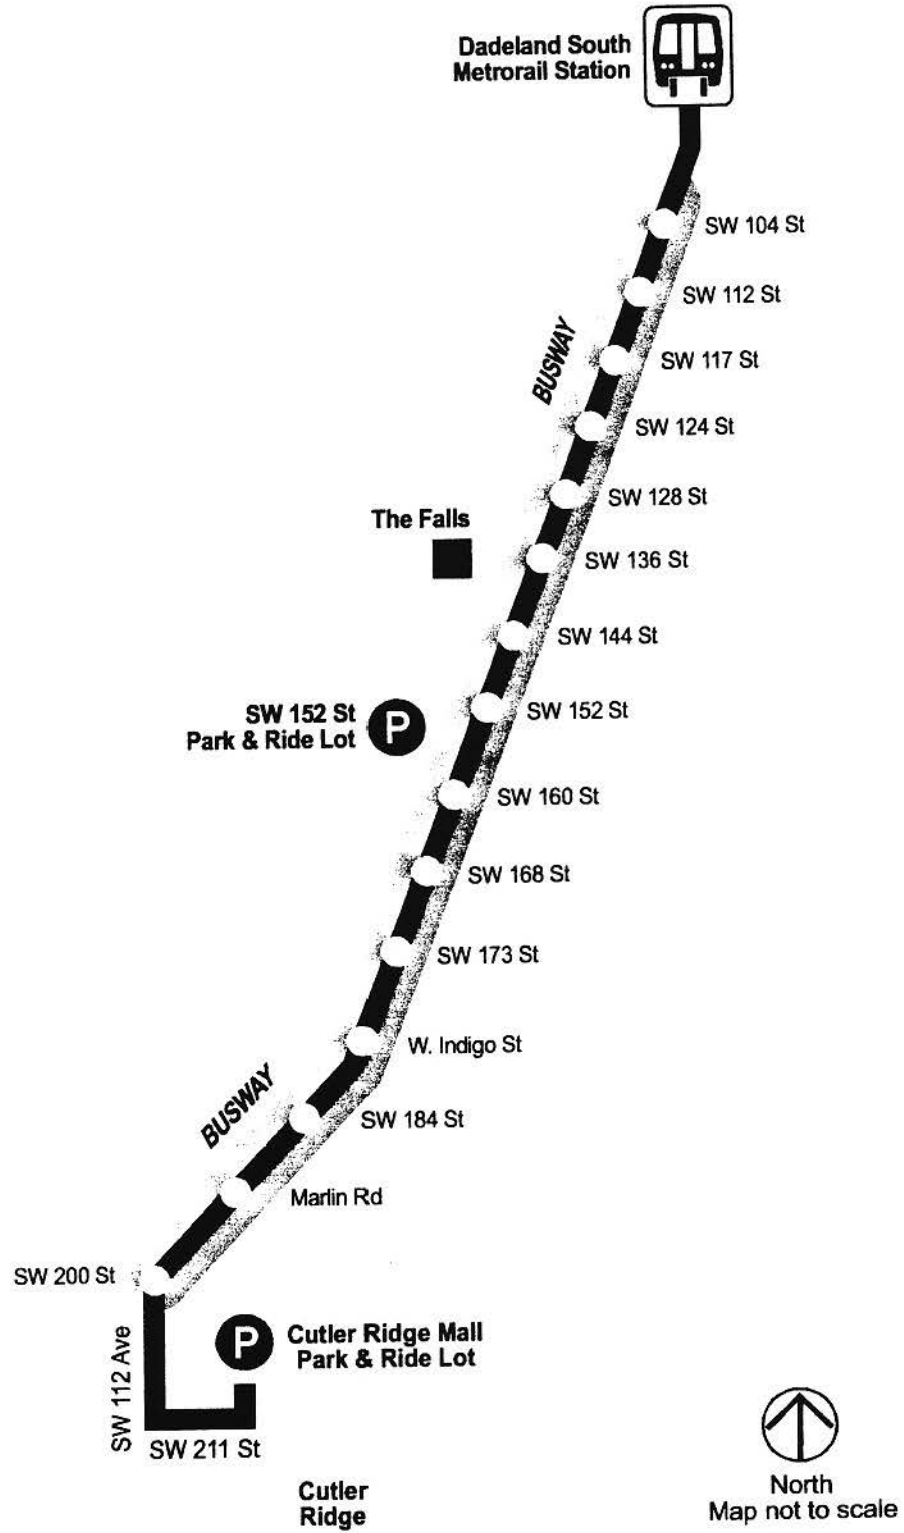 Dadeland South
Metrorail Station
SW 104 St
SW 112 St
BUSWAY
SW 117 St
SW 124 St
SW 128 St
The Falls
SW 136 St
SW 144 St
SW 152 St
Park & Ride Lot
P
SW 152 St
SW 160 St
SW 168 St
SW 173 St
W. Indigo St
BUSWAY
SW 184 St
Marlin Rd
SW 200 St
P
Cutler Ridge Mall
Park & Ride Lot
SW 112 Ave
SW 211 St
Cutler
Ridge
North
Map not to scale